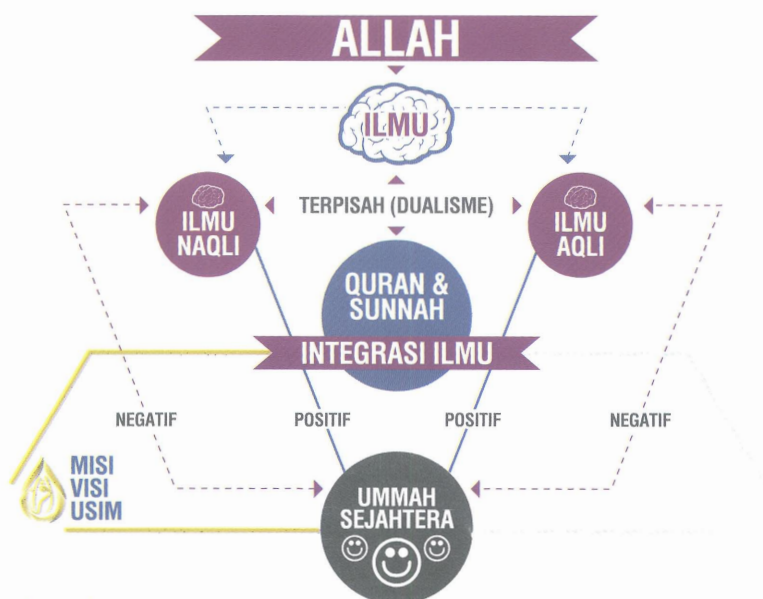 ALLAH
ILMU
TERPISAH (DUALISME)
ILMU
NAQLI
ILMU
AQLI
QURAN &
SUNNAH
INTEGRASI ILMU
NEGATIF
POSITIF
POSITIF
NEGATIF
MISI
VISI
USIM
UMMAH
SEJAHTERA